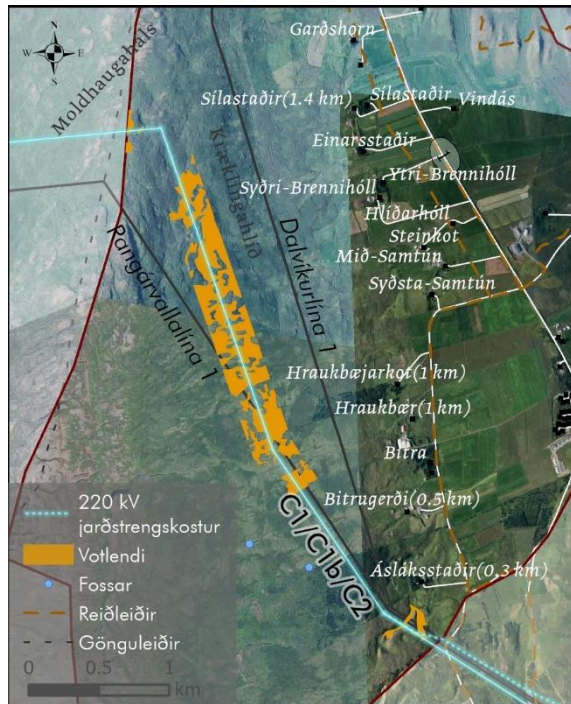 N
W E
S
Moldhaugaháls
Garðshorn
Sílastaðir(1.4 km)
Sílastaðir
Vindás
Einarsstaðir
Kræklingahlíð
Ytri-Brennihóll
Syðri-Brennihóll
Hlíðarhóll
Steinkot
Mið-Samtún
Dalvíkurlína 1
Rangárvallalína 1
Syðsta-Samtún
Hraukbæjarkot(1 km)
Hraukbær(1 km)
Bitra
Bitrugerði(0.5 km)
C1/C1b/C2
Ásláksstaðir(0.3 km)
220 kV
jarðstrengskostur
Votlendi
Fossar
Reiðleiðir
Gönguleiðir
0 0.5 1
km